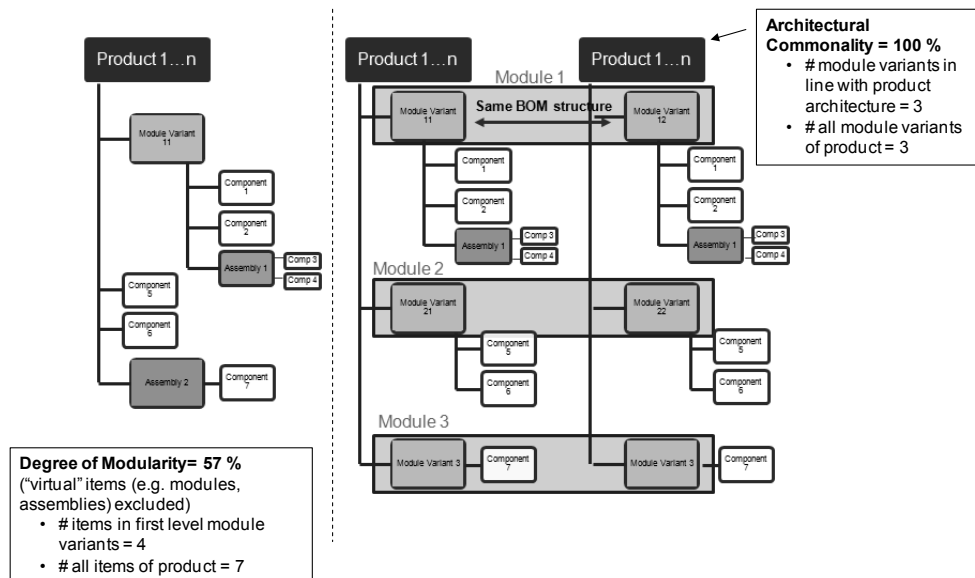 Product 1...n
Module Variant
11
Component
1
Component
2
Assembly 1
Comp 3
Comp 4
Component
5
Component
6
Assembly 2
Component
7
Degree of Modularity= 57 %
("virtual" items (e.g. modules,
assemblies) excluded)
• # items in first level module
variants = 4
• # all items of product = 7
Product 1...n
Product 1...n
Module 1
Module Variant
11
Same BOM structure
Module Variant
12
Component
1
Component
2
Assembly 1
Comp 3
Comp 4
Component
1
Component
2
Assembly 1
Comp 3
Comp 4
Module 2
Module Variant
21
Module Variant
22
Component
5
Component
6
Component
5
Component
6
Module 3
Module Variant 3
Component
7
Module Variant 3
Component
7
Architectural
Commonality = 100 %
• # module variants in
line with product
architecture = 3
• # all module variants
of product = 3